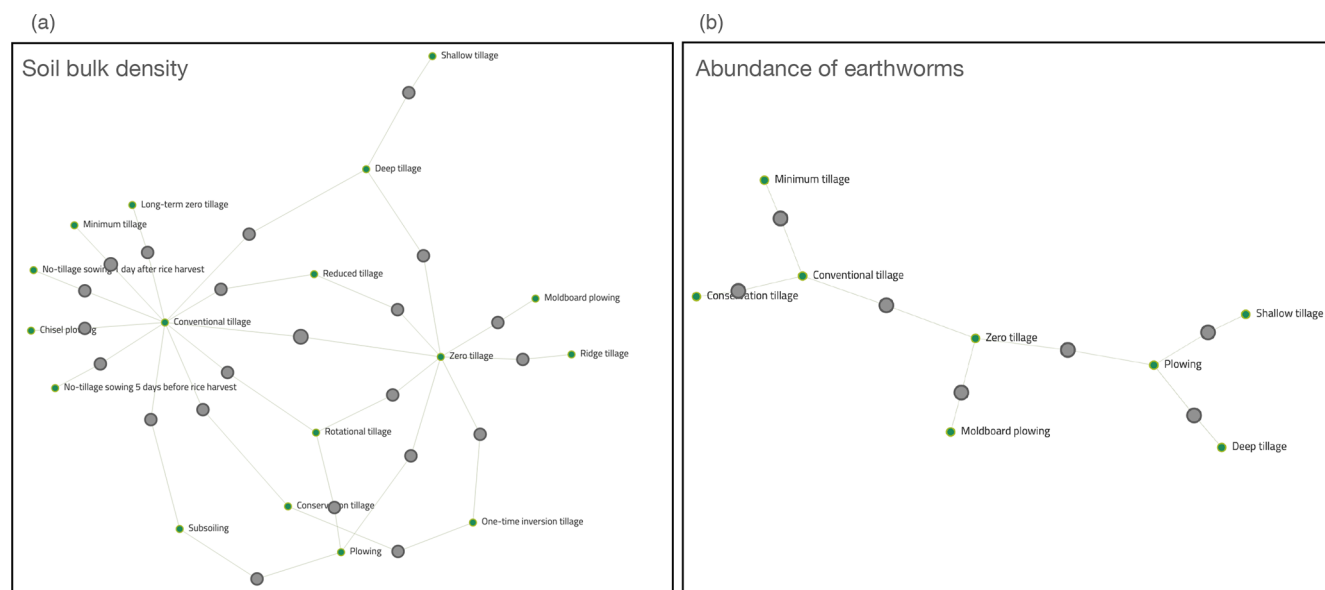 (a)
Soil bulk density
Shallow tillage
Deep tillage
Long-term zero tillage
Minimum tillage
No-tillage sowing 1 day after rice harvest
Reduced tillage
Moldboard plowing
Conventional tillage
Chisel plowing
Zero tillage
Ridge tillage
No-tillage sowing 5 days before rice harvest
Rotational tillage
Conservation tillage
One-time inversion tillage
Subsoiling
Plowing
(b)
Abundance of earthworms
Minimum tillage
Conventional tillage
Conservation tillage
Shallow tillage
Zero tillage
Plowing
Moldboard plowing
Deep tillage